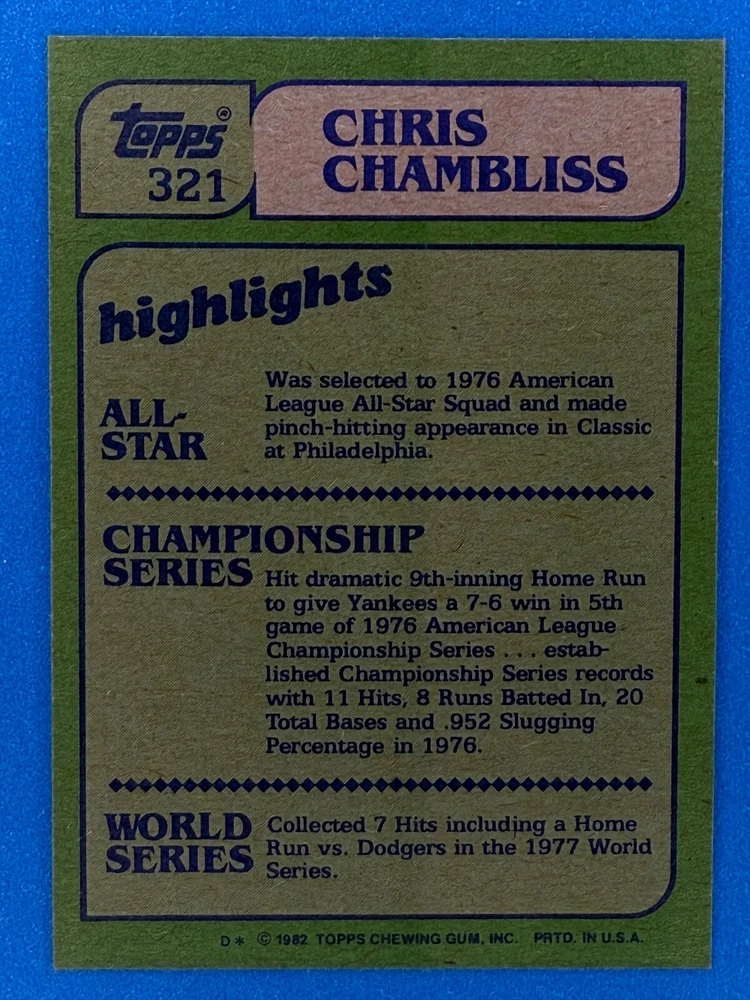 Topps®
321
CHRIS
CHAMBLISS
highlights
ALL-
STAR
Was selected to 1976 American
League All-Star Squad and made
pinch-hitting appearance in Classic
at Philadelphia.
CHAMPIONSHIP
SERIES
Hit dramatic 9th-inning Home Run
to give Yankees a 7-6 win in 5th
game of 1976 American League
Championship Series . . . estab-
lished Championship Series records
with 11 Hits, 8 Runs Batted In, 20
Total Bases and .952 Slugging
Percentage in 1976.
WORLD
SERIES
Collected 7 Hits including a Home
Run vs. Dodgers in the 1977 World
Series.
D* © 1982 TOPPS CHEWING GUM, INC. PRTD. IN U.S.A.